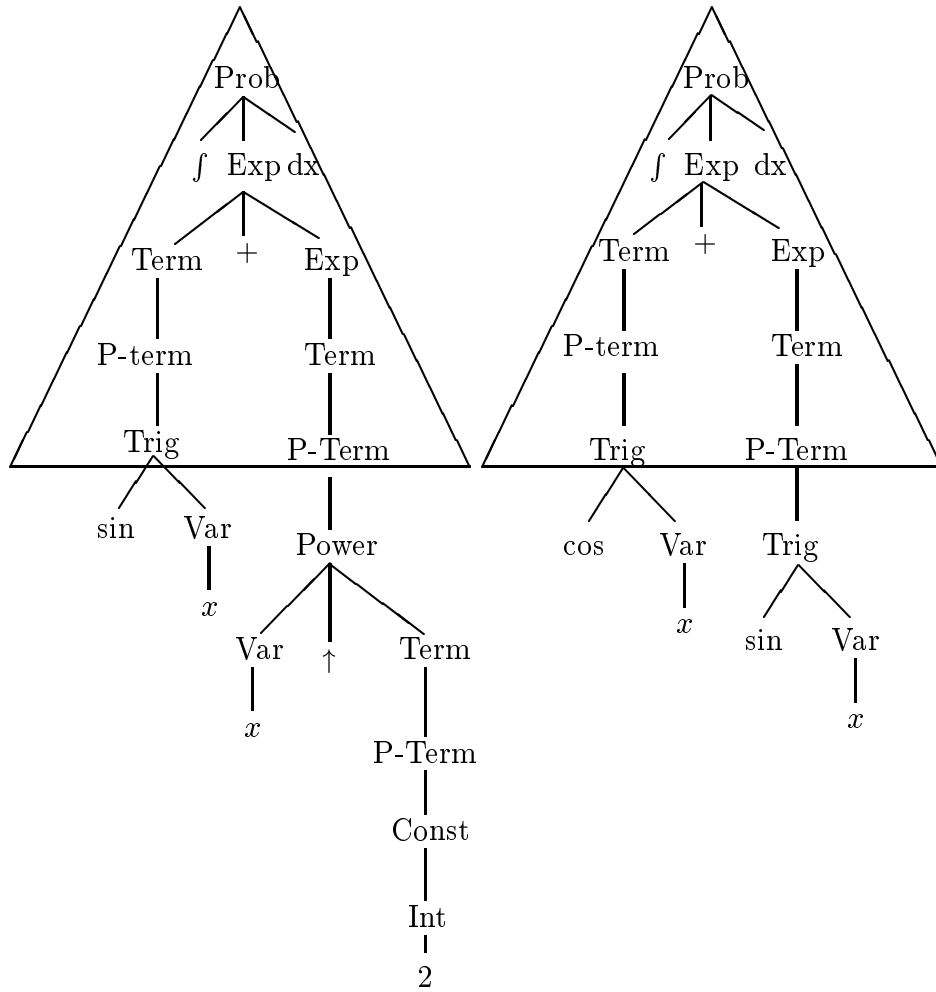 Prob Prob
∫ Exp dx ∫ Exp dx
Term + Exp Term + Exp
P-term Term P-term Term
Trig P-Term Trig P-Term
sin Var Power cos Var Trig
x x
Var ↑ Term sin Var
x x
P-Term
Const
Int
2